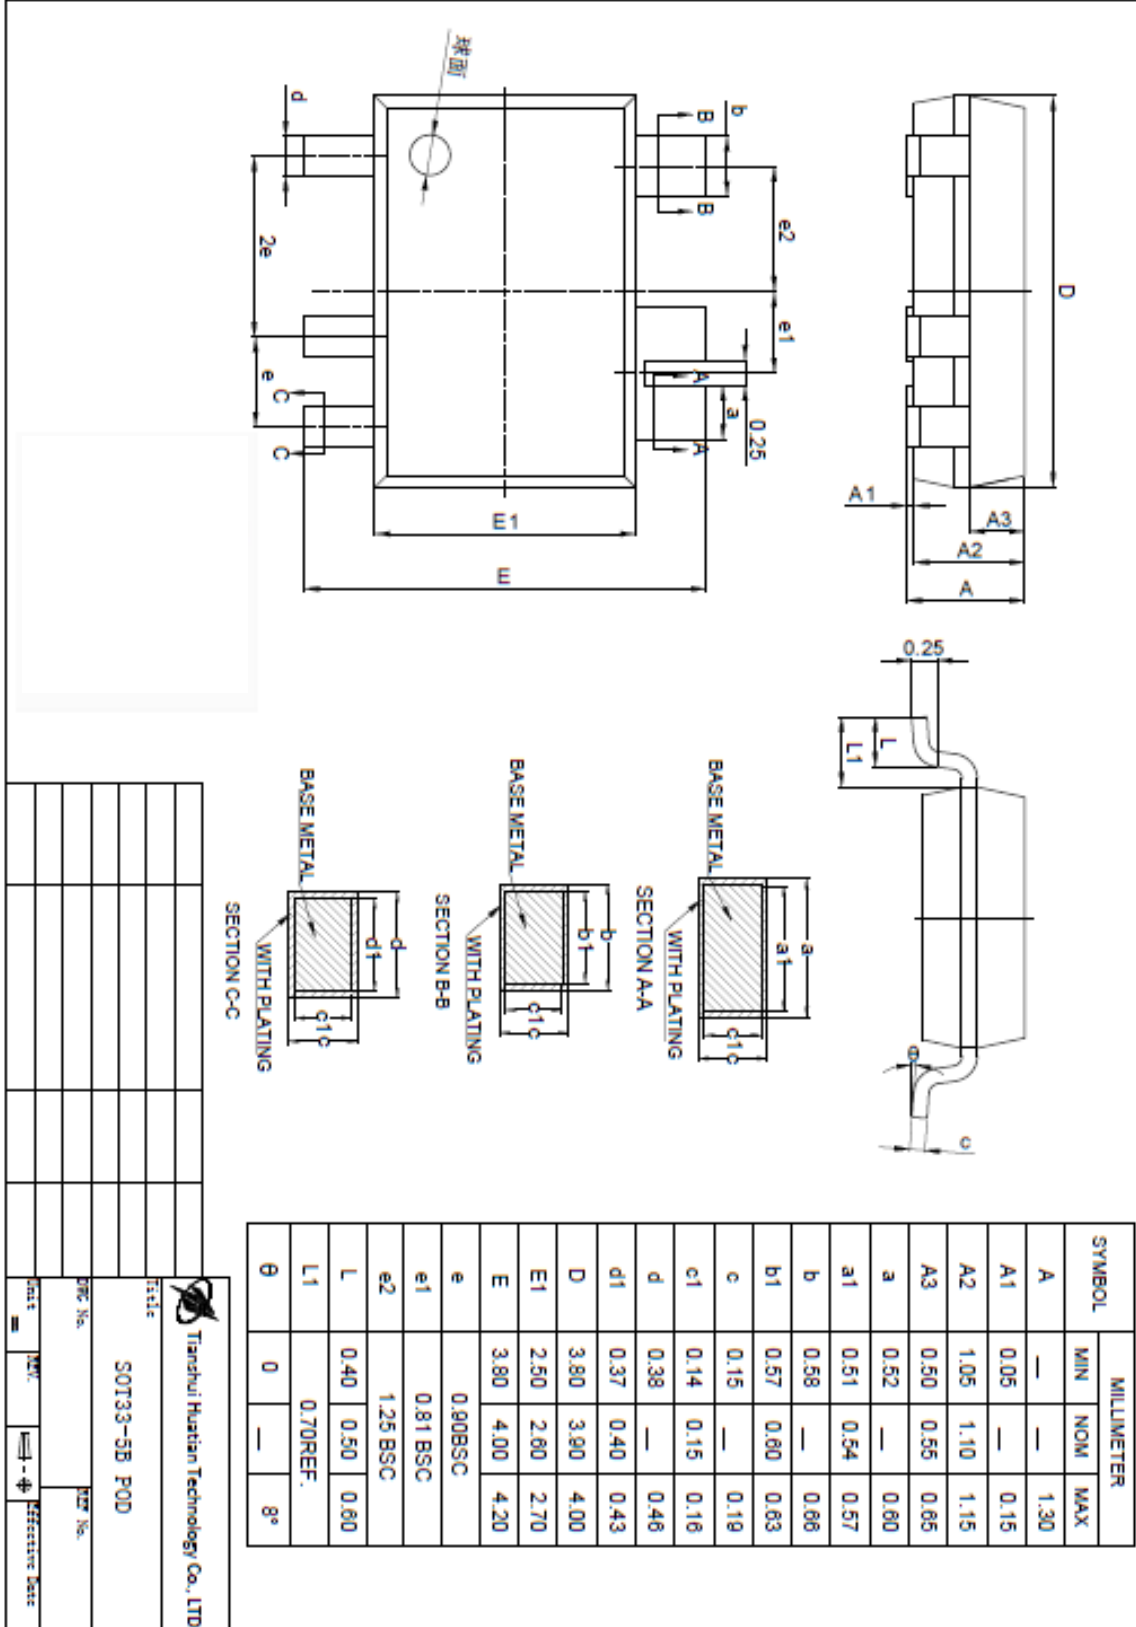 球面
d
2e
e
C
C
B
B
b
e2
e1
A
A
a
0.25
E1
E
D
A1
A3
A2
A
0.25
L
L1
θ
c
BASE METAL
a
a1
c1
c
WITH PLATING
SECTION A-A
BASE METAL
b
b1
c1
c
WITH PLATING
SECTION B-B
BASE METAL
d
d1
c1
c
WITH PLATING
SECTION C-C
SYMBOL MILLIMETER
MIN NOM MAX
A — — 1.30
A1 0.05 — 0.15
A2 1.05 1.10 1.15
A3 0.50 0.55 0.65
a 0.52 — 0.60
a1 0.51 0.54 0.57
b 0.58 — 0.66
b1 0.57 0.60 0.63
c 0.15 — 0.19
c1 0.14 0.15 0.16
d 0.38 — 0.46
d1 0.37 0.40 0.43
D 3.80 3.90 4.00
E1 2.50 2.60 2.70
E 3.80 4.00 4.20
e 0.90BSC
e1 0.81 BSC
e2 1.25 BSC
L 0.40 0.50 0.60
L1 0.70REF.
θ 0 — 8°
Tianshui Huatian Technology Co., LTD
Title
SOT33-5B POD
DWG No.
REF No.
Unit
REV.
Effective Date